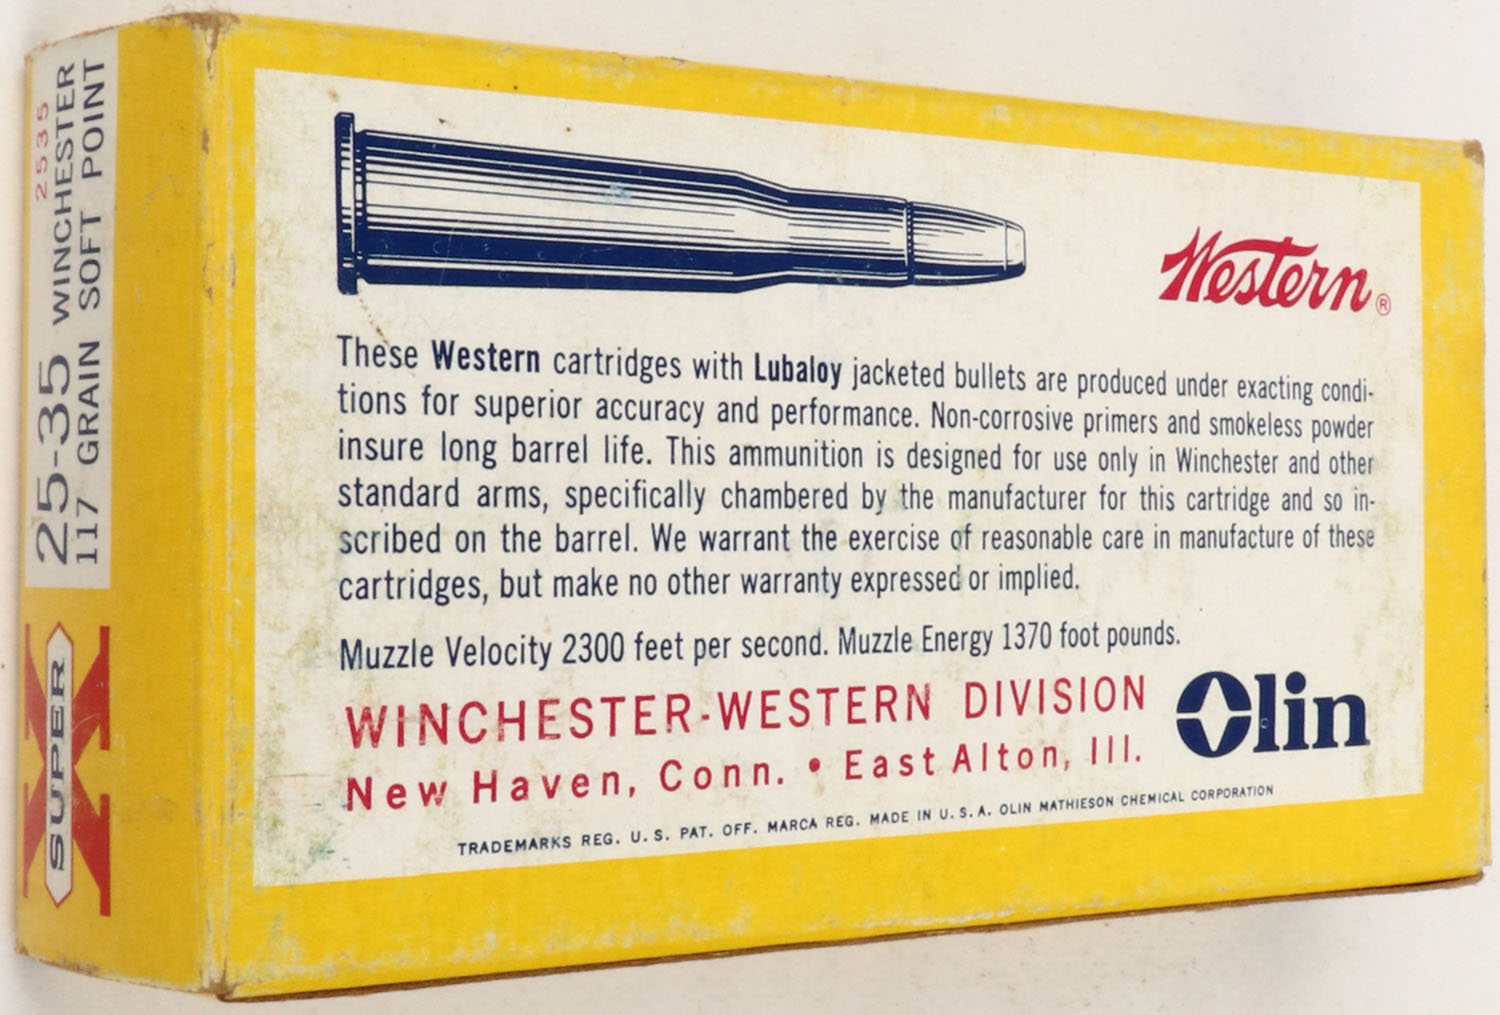 2535
25-35 WINCHESTER
117 GRAIN SOFT POINT
SUPER
X
Western®
These Western cartridges with Lubaloy jacketed bullets are produced under exacting condi-
tions for superior accuracy and performance. Non-corrosive primers and smokeless powder
insure long barrel life. This ammunition is designed for use only in Winchester and other
standard arms, specifically chambered by the manufacturer for this cartridge and so in-
scribed on the barrel. We warrant the exercise of reasonable care in manufacture of these
cartridges, but make no other warranty expressed or implied.
Muzzle Velocity 2300 feet per second. Muzzle Energy 1370 foot pounds.
WINCHESTER-WESTERN DIVISION
New Haven, Conn. • East Alton, Ill.
Olin
TRADEMARKS REG. U. S. PAT. OFF. MARCA REG. MADE IN U. S. A. OLIN MATHIESON CHEMICAL CORPORATION